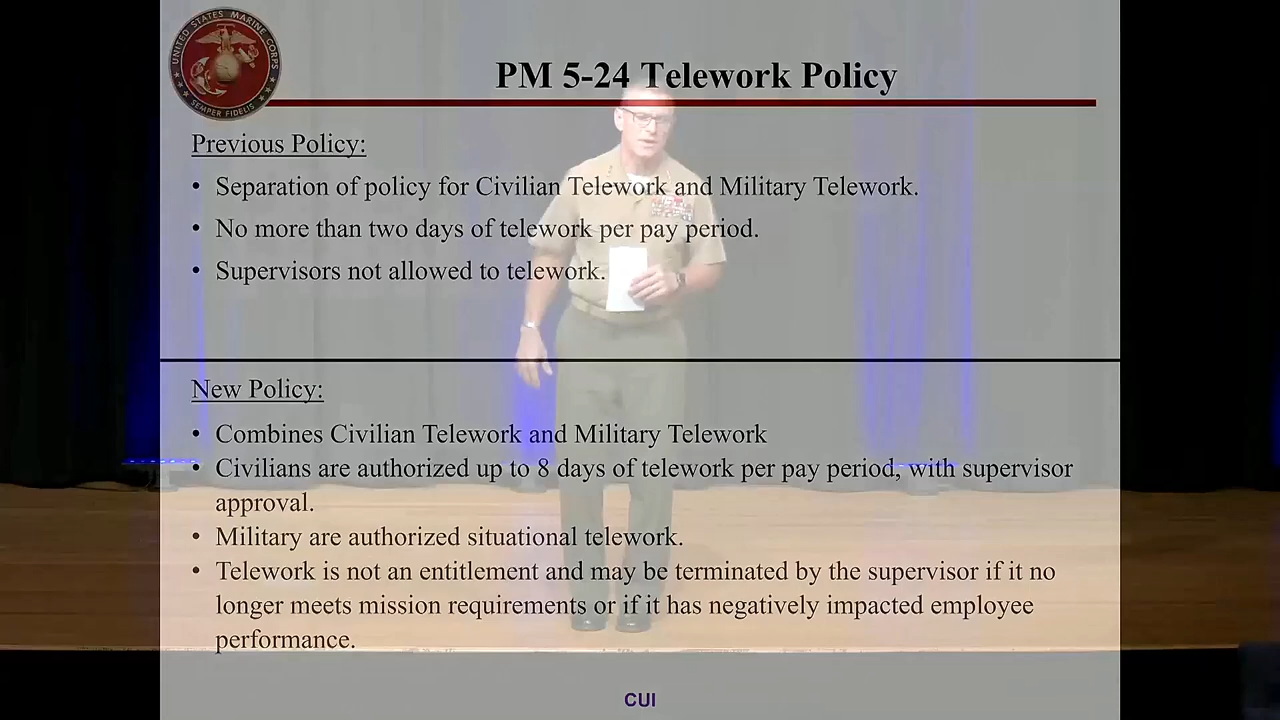 UNITED STATES MARINE CORPS
SEMPER FIDELIS
PM 5-24 Telework Policy
Previous Policy:
• Separation of policy for Civilian Telework and Military Telework.
• No more than two days of telework per pay period.
• Supervisors not allowed to telework.
New Policy:
• Combines Civilian Telework and Military Telework
• Civilians are authorized up to 8 days of telework per pay period, with supervisor
approval.
• Military are authorized situational telework.
• Telework is not an entitlement and may be terminated by the supervisor if it no
longer meets mission requirements or if it has negatively impacted employee
performance.
CUI